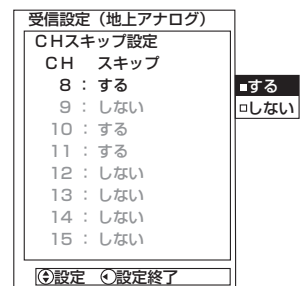 受信設定（地上アナログ）
CHスキップ設定
CH スキップ
8 : する
9 : しない
10 : する
11 : する
12 : しない
13 : しない
14 : しない
15 : しない
■する
□しない
設定 設定終了